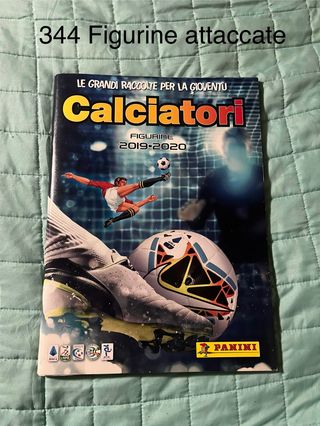 344 Figurine attaccate
LE GRANDI RACCOLTE PER LA GIOVENTÙ
Calciatori
FIGURINE
2019-2020
PANINI